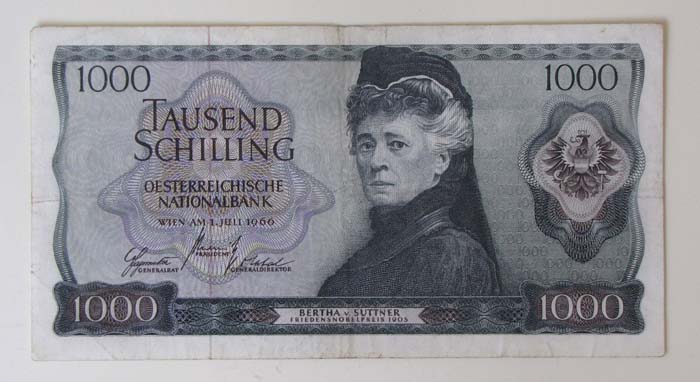 1000
1000
TAUSEND
SCHILLING
OESTERREICHISCHE
NATIONALBANK
WIEN AM 1. JULI 1966
GENERALRAT
PRÄSIDENT
GENERALDIREKTOR
1000
BERTHA v. SUTTNER
FRIEDENSNOBELPREIS 1905
1000